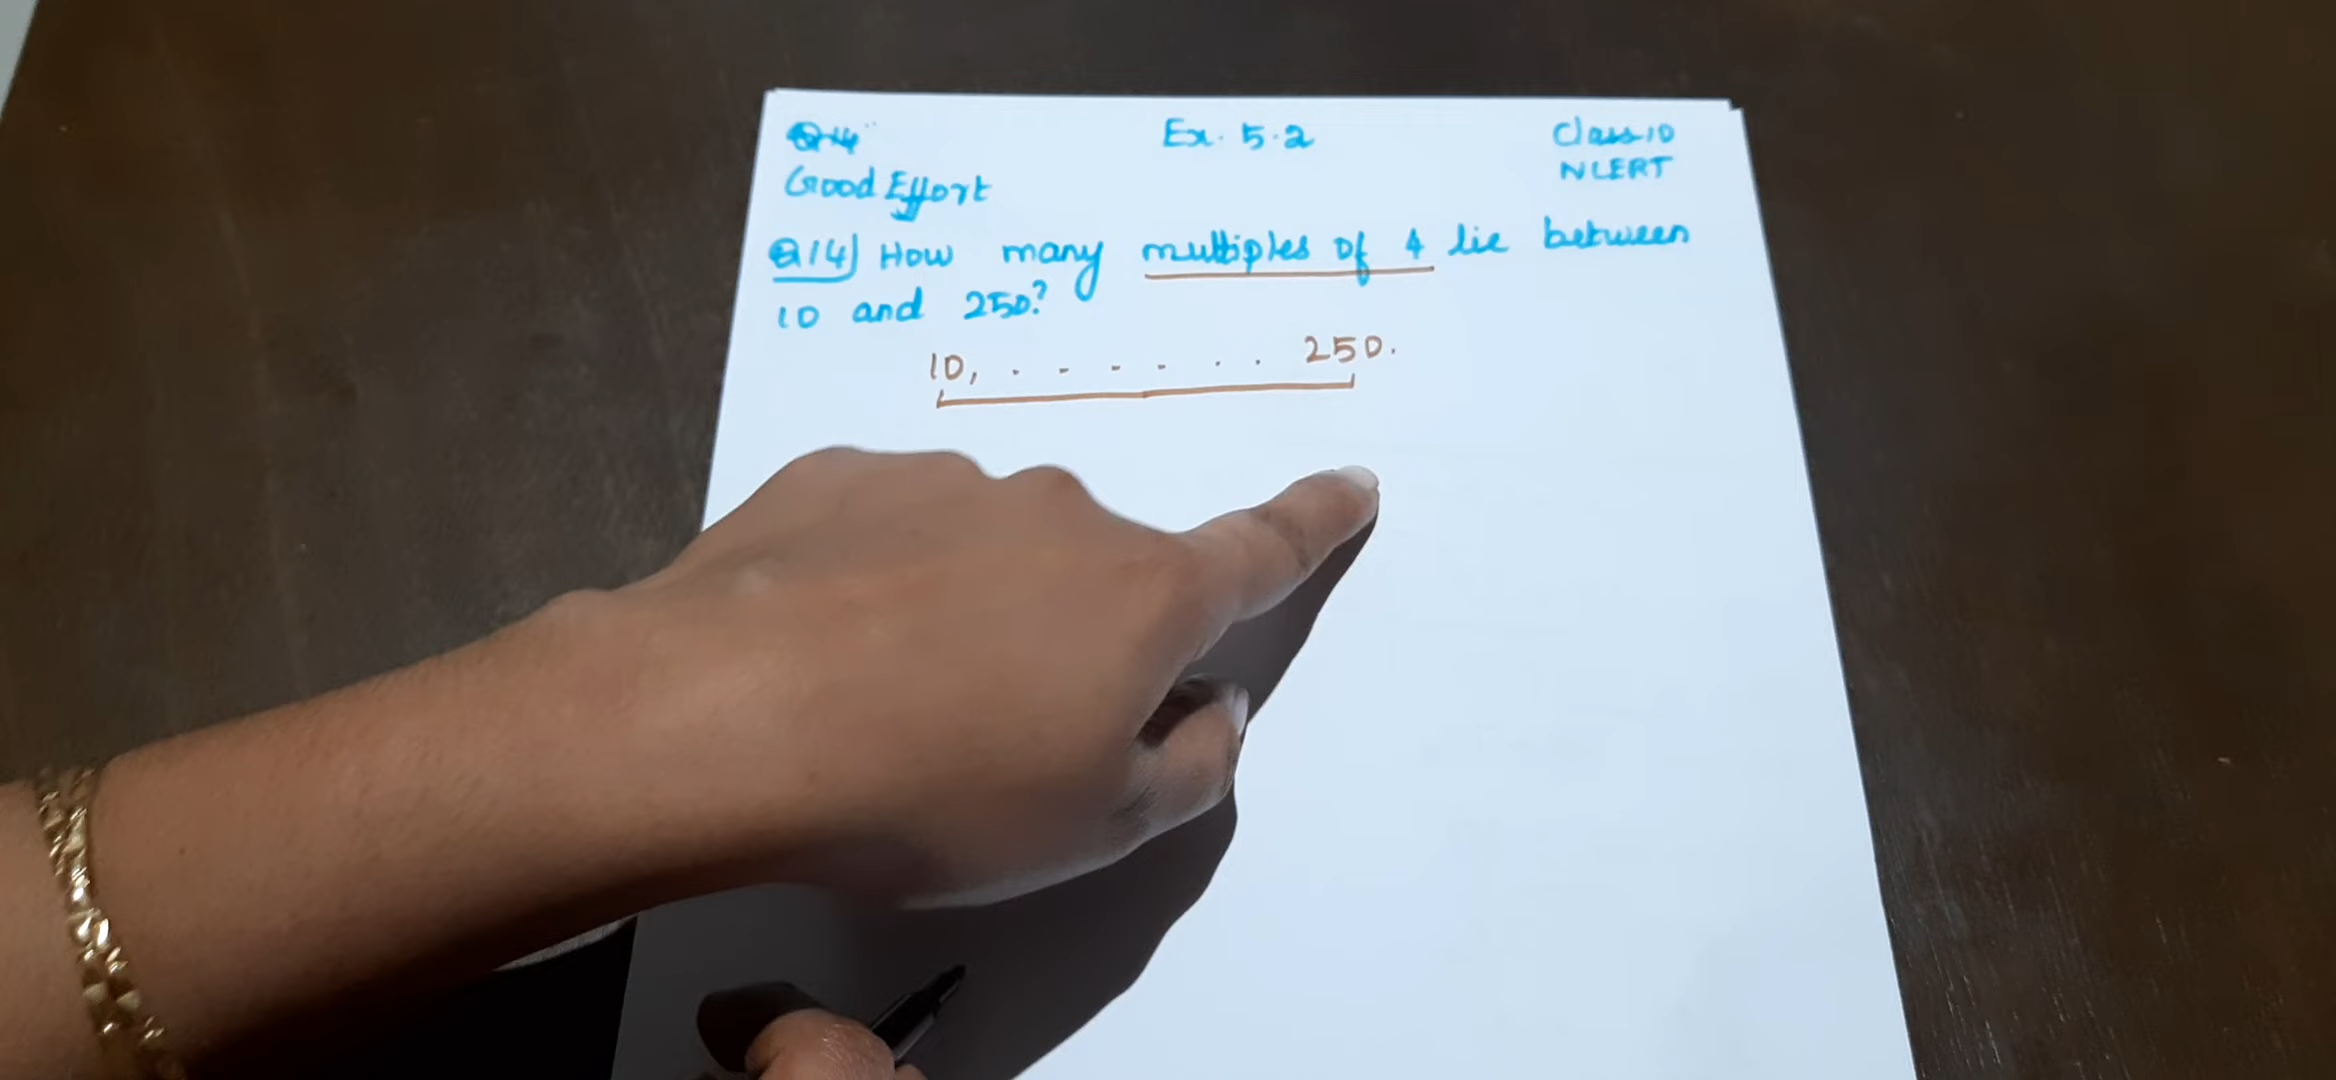 Ex. 5.2
Class 10
NCERT
Good Effort
Q14) How many multiples of 4 lie between
10 and 250?
10, . - - - . . 250.